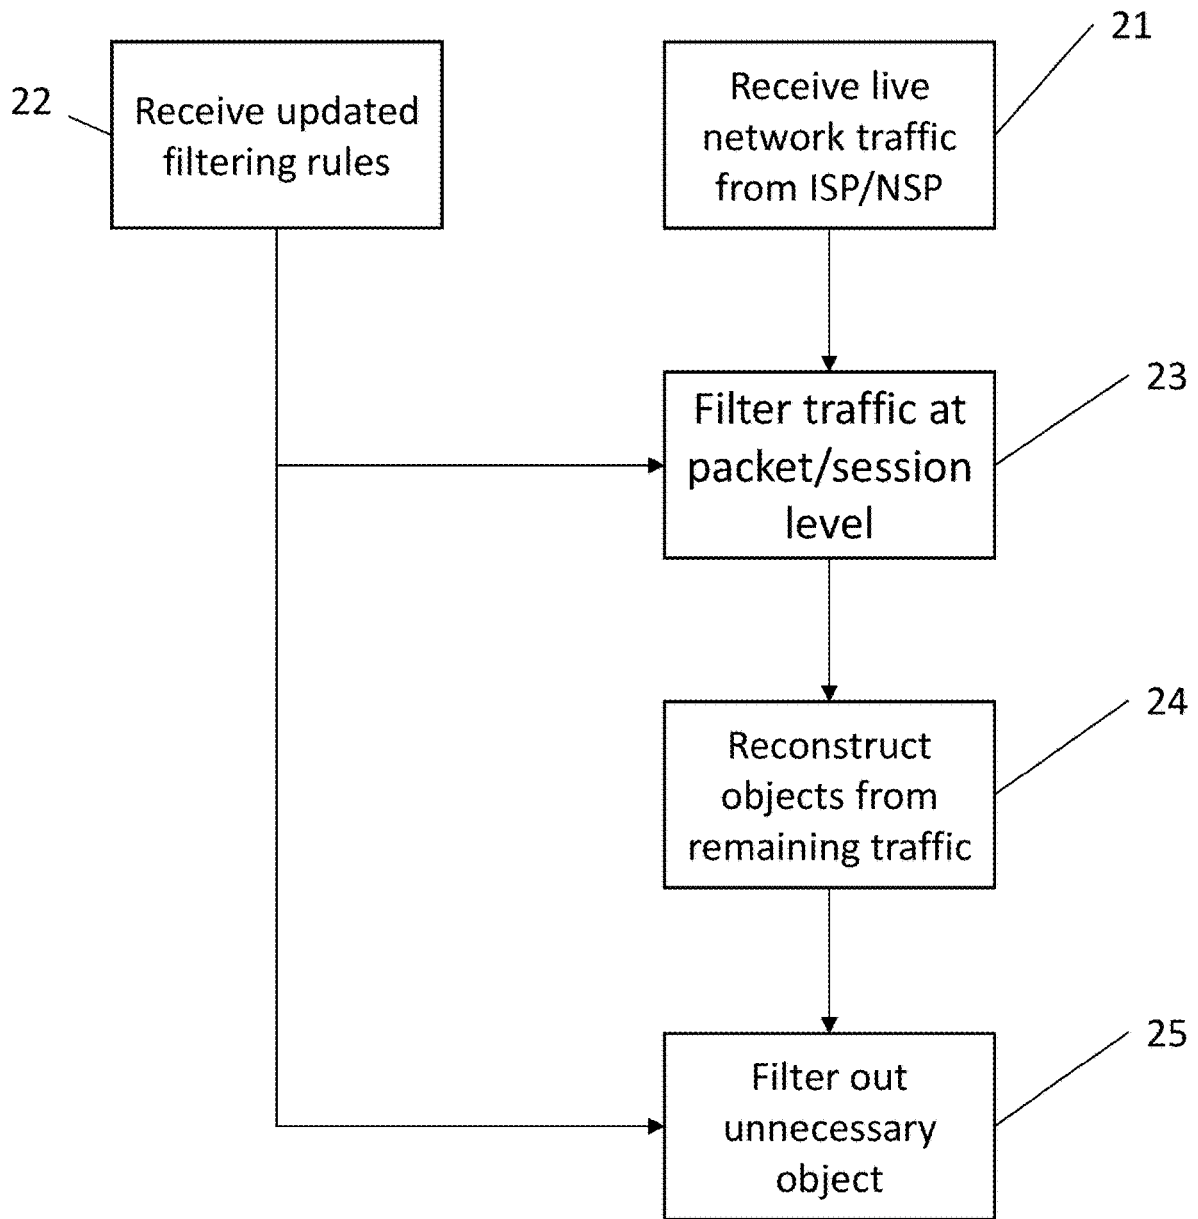 21
22
Receive updated
filtering rules
Receive live
network traffic
from ISP/NSP
23
Filter traffic at
packet/session
level
24
Reconstruct
objects from
remaining traffic
25
Filter out
unnecessary
object